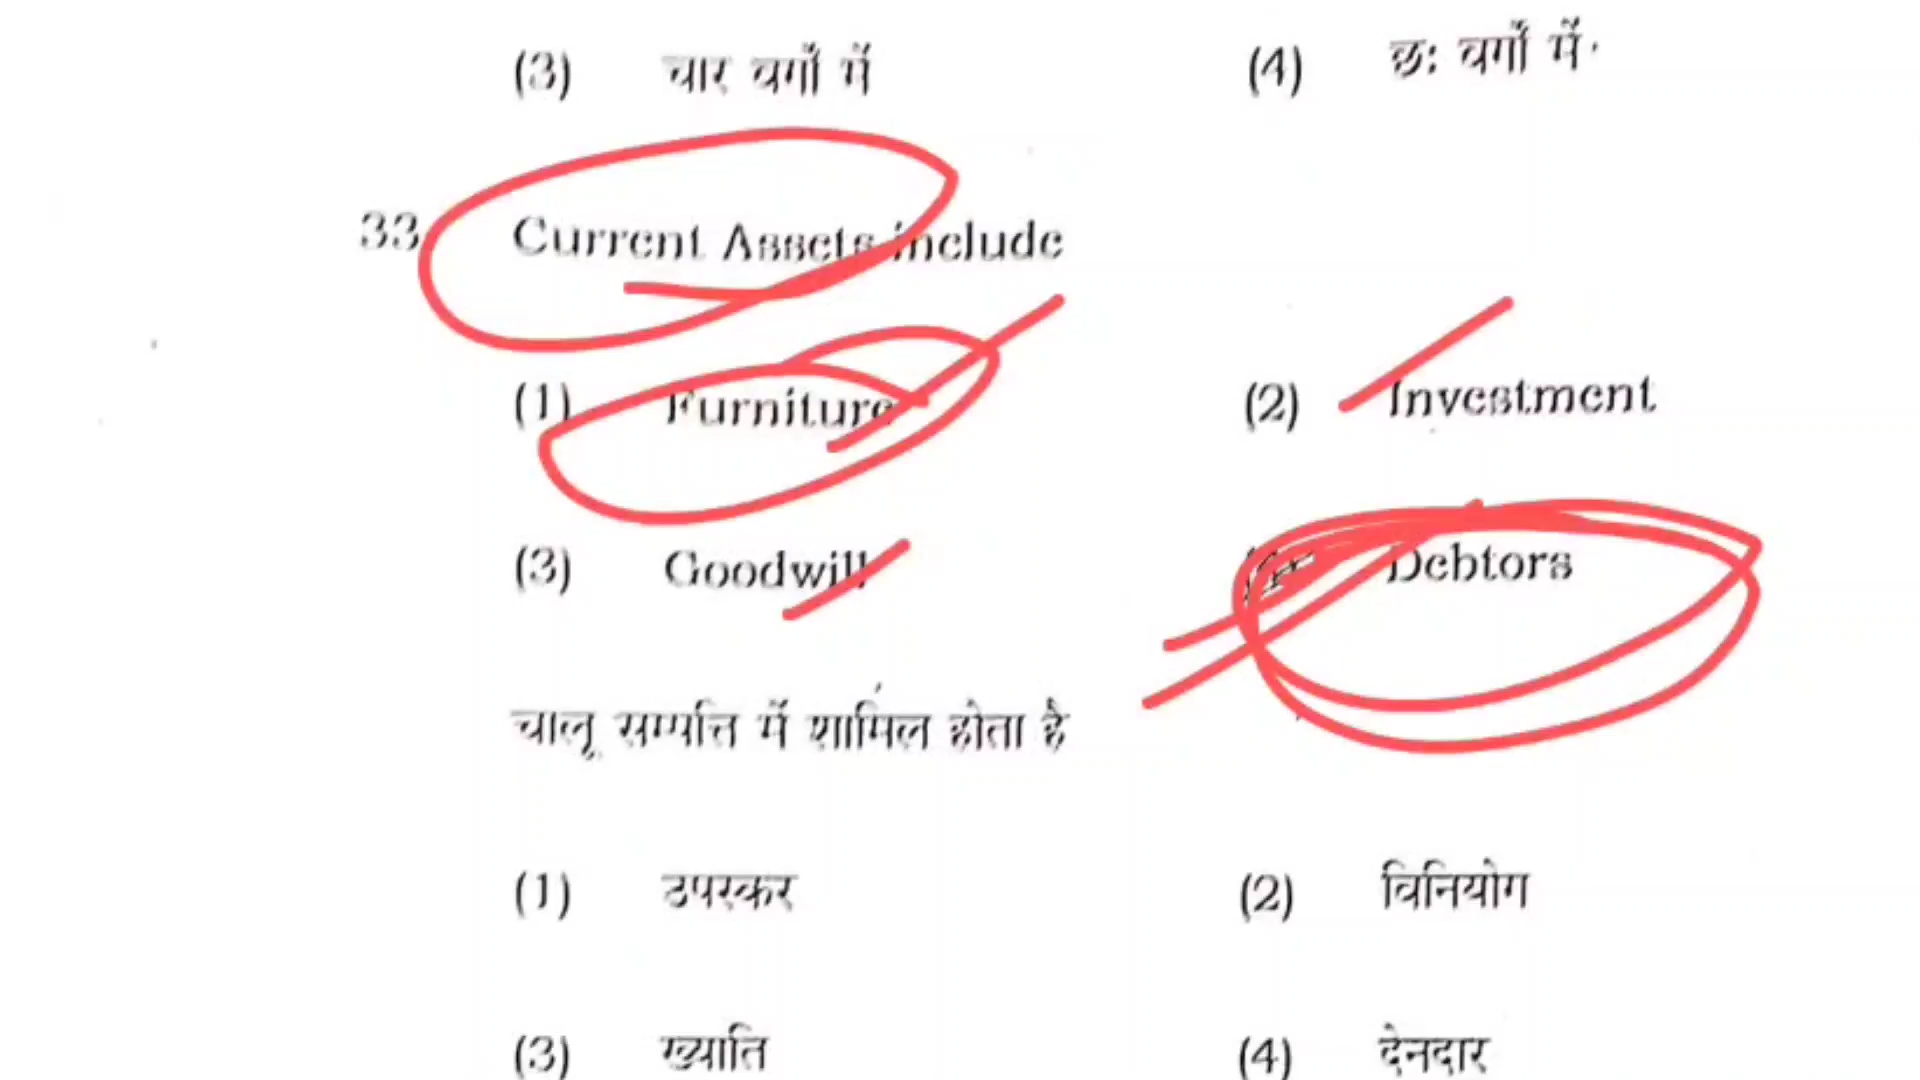 (3) चार वर्गों में (4) छः वर्गों में
33. Current Assets include
(1) Furniture (2) Investment
(3) Goodwill (4) Debtors
चालू सम्पत्ति में शामिल होता है
(1) उपस्कर (2) विनियोग
(3) ख्याति (4) देनदार